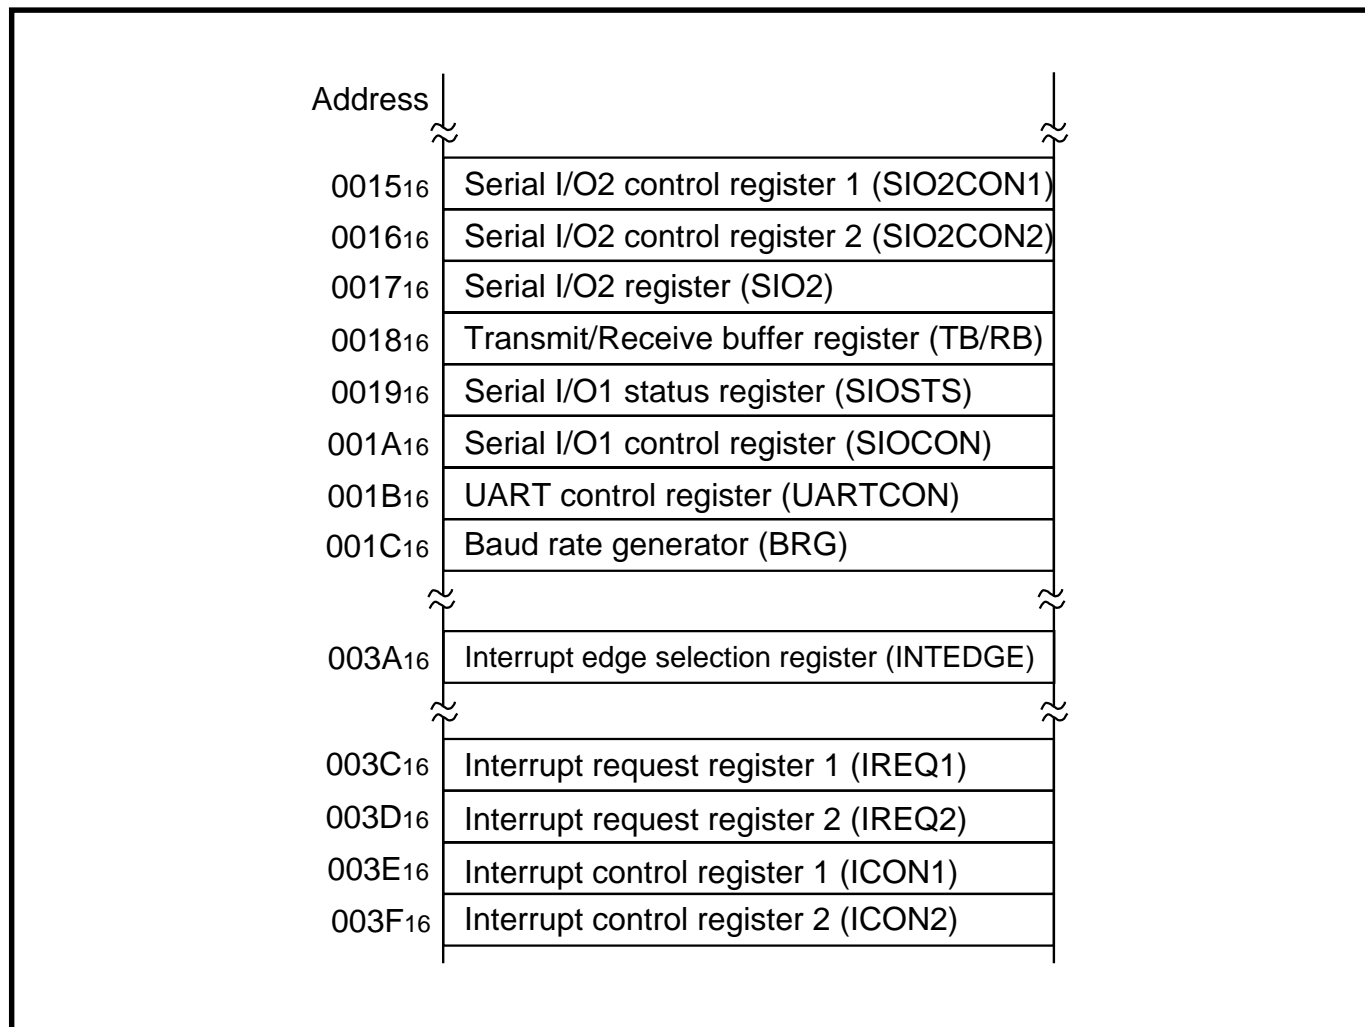 Address
0015₁₆ Serial I/O2 control register 1 (SIO2CON1)
0016₁₆ Serial I/O2 control register 2 (SIO2CON2)
0017₁₆ Serial I/O2 register (SIO2)
0018₁₆ Transmit/Receive buffer register (TB/RB)
0019₁₆ Serial I/O1 status register (SIOSTS)
001A₁₆ Serial I/O1 control register (SIOCON)
001B₁₆ UART control register (UARTCON)
001C₁₆ Baud rate generator (BRG)
003A₁₆ Interrupt edge selection register (INTEDGE)
003C₁₆ Interrupt request register 1 (IREQ1)
003D₁₆ Interrupt request register 2 (IREQ2)
003E₁₆ Interrupt control register 1 (ICON1)
003F₁₆ Interrupt control register 2 (ICON2)